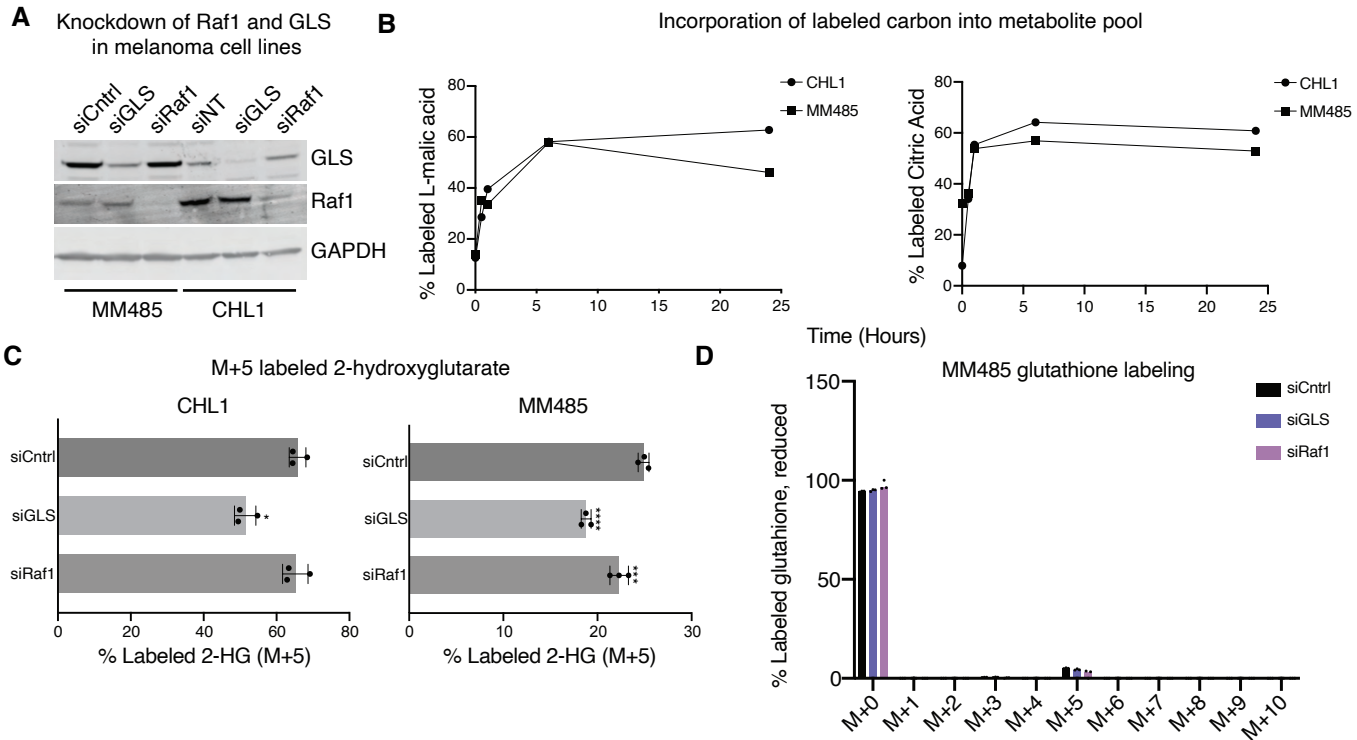 A
Knockdown of Raf1 and GLS
in melanoma cell lines
siCntrl
siGLS
siRaf1
siNT
siGLS
siRaf1
GLS
Raf1
GAPDH
MM485
CHL1
B
Incorporation of labeled carbon into metabolite pool
% Labeled L-malic acid
80
60
40
20
0
0 5 10 15 20 25
CHL1
MM485
% Labeled Citric Acid
80
60
40
20
0
0 5 10 15 20 25
CHL1
MM485
Time (Hours)
C
M+5 labeled 2-hydroxyglutarate
CHL1
siCntrl
siGLS
*
siRaf1
0 20 40 60 80
% Labeled 2-HG (M+5)
MM485
siCntrl
siGLS
****
siRaf1
***
0 10 20 30
% Labeled 2-HG (M+5)
D
MM485 glutathione labeling
% Labeled glutahione, reduced
150
100
50
0
M+0 M+1 M+2 M+3 M+4 M+5 M+6 M+7 M+8 M+9 M+10
siCntrl
siGLS
siRaf1